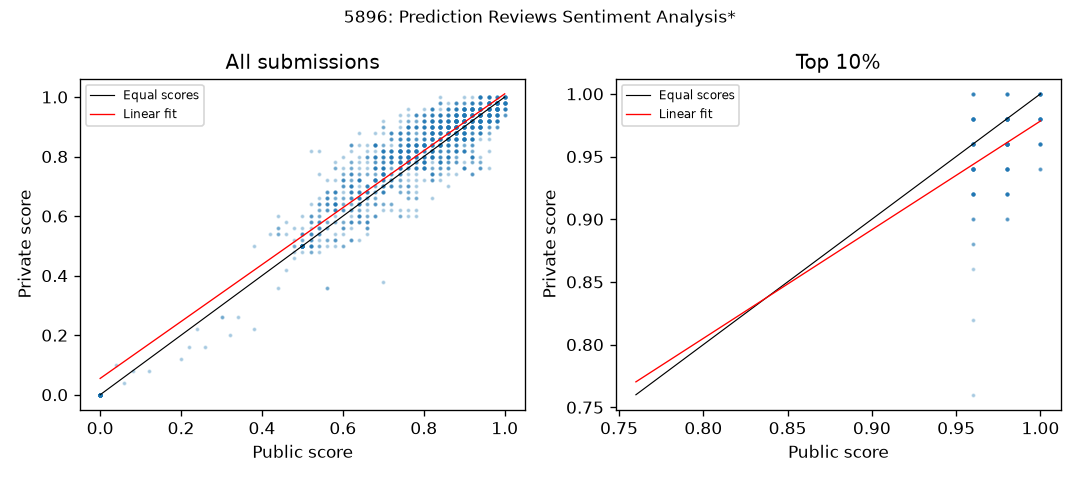 5896: Prediction Reviews Sentiment Analysis*
All submissions
Equal scores
Linear fit
Private score
1.0
0.8
0.6
0.4
0.2
0.0
0.0 0.2 0.4 0.6 0.8 1.0
Public score
Top 10%
Equal scores
Linear fit
Private score
1.00
0.95
0.90
0.85
0.80
0.75
0.75 0.80 0.85 0.90 0.95 1.00
Public score